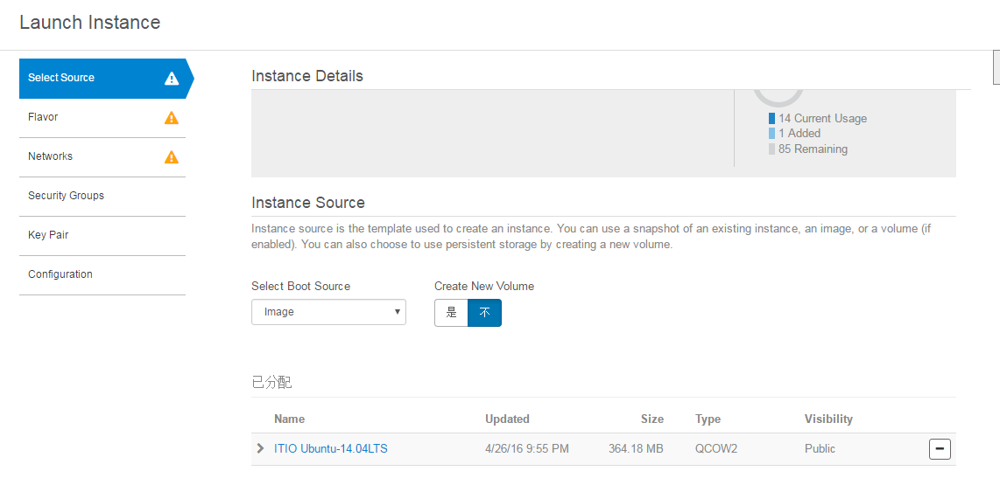 Launch Instance
Select Source
Flavor
Networks
Security Groups
Key Pair
Configuration
Instance Details
14 Current Usage
1 Added
85 Remaining
Instance Source
Instance source is the template used to create an instance. You can use a snapshot of an existing instance, an image, or a volume (if
enabled). You can also choose to use persistent storage by creating a new volume.
Select Boot Source Create New Volume
Image 是 不
已分配
Name Updated Size Type Visibility
ITIO Ubuntu-14.04LTS 4/26/16 9:55 PM 364.18 MB QCOW2 Public